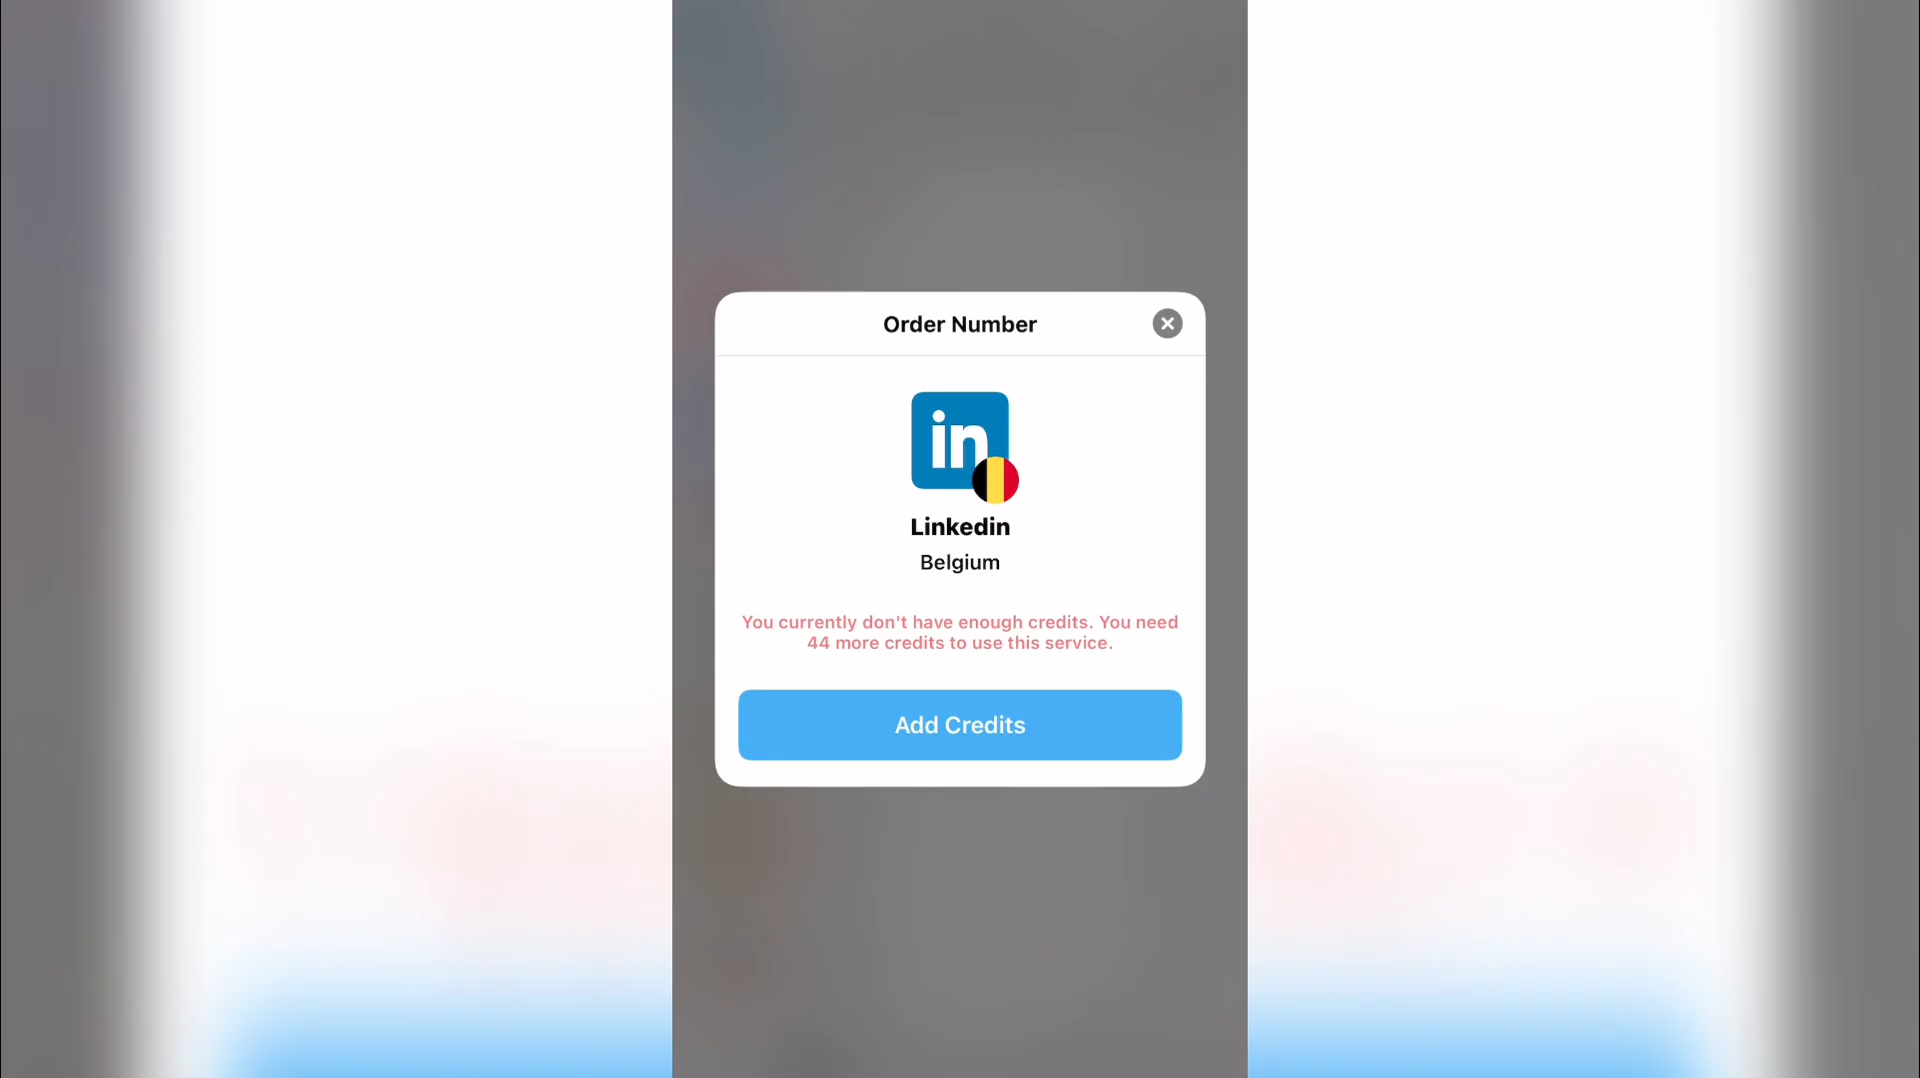 Order Number
in
Linkedin
Belgium
You currently don't have enough credits. You need
44 more credits to use this service.
Add Credits